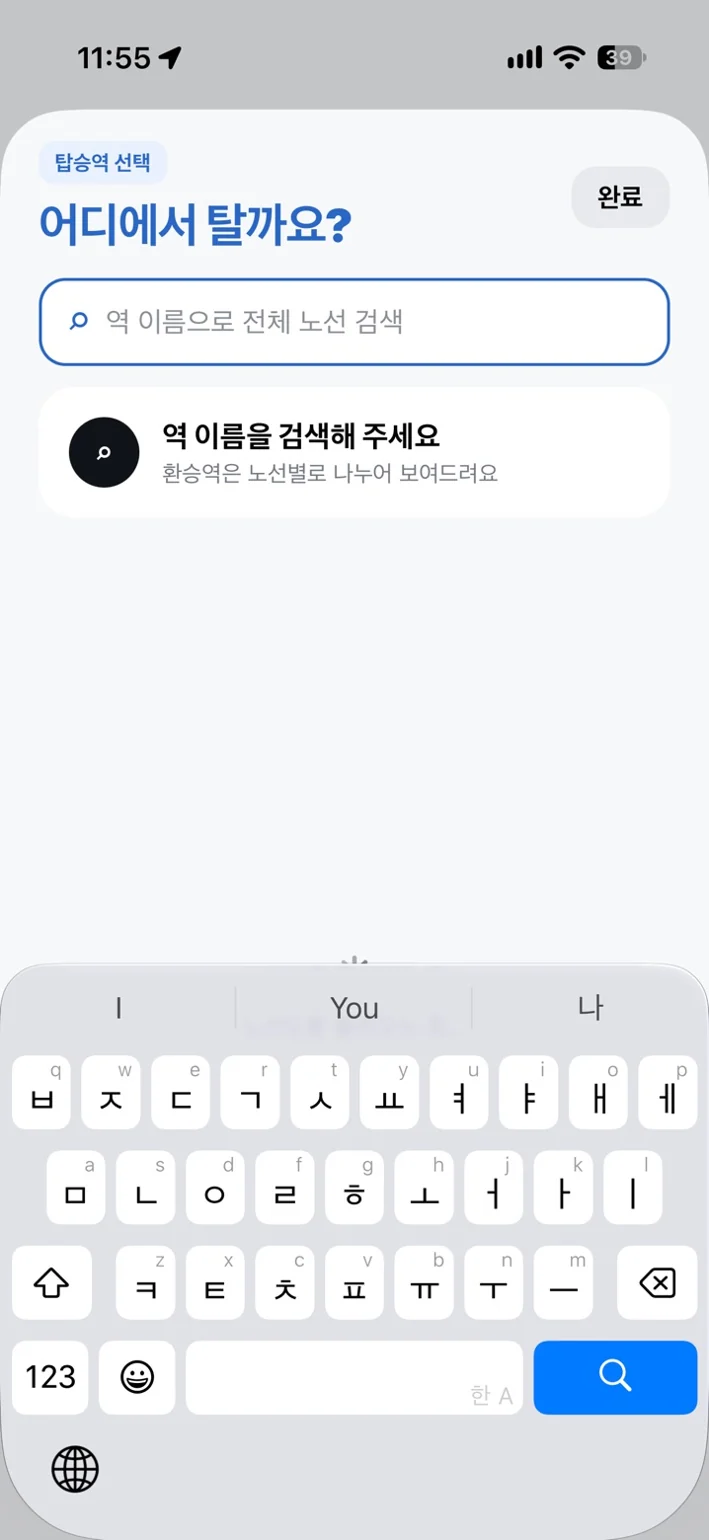 11:55
39
탑승역 선택
어디에서 탈까요?
완료
역 이름으로 전체 노선 검색
역 이름을 검색해 주세요
환승역은 노선별로 나누어 보여드려요
I You 나
q w e r t y u i o p
ㅂ ㅈ ㄷ ㄱ ㅅ ㅛ ㅕ ㅑ ㅐ ㅔ
a s d f g h j k l
ㅁ ㄴ ㅇ ㄹ ㅎ ㅗ ㅓ ㅏ ㅣ
z x c v b n m
ㅋ ㅌ ㅊ ㅍ ㅠ ㅜ ㅡ
123
한 A